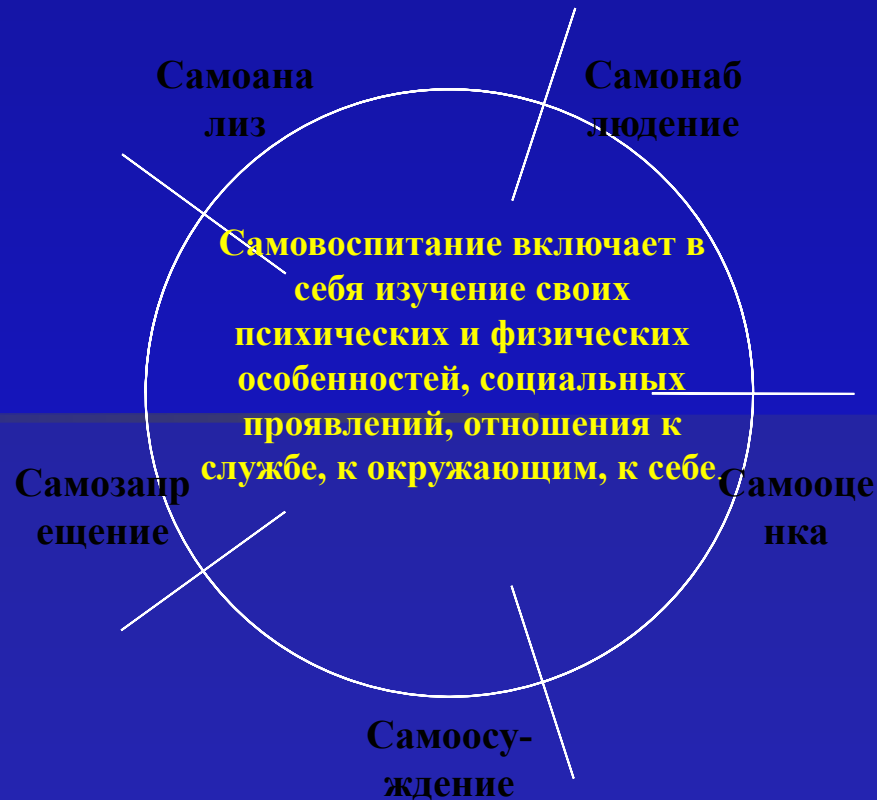 Самоана
лиз
Самонаб
людение
Самовоспитание включает в
себя изучение своих
психических и физических
особенностей, социальных
проявлений, отношения к
службе, к окружающим, к себе.
Самозапр
ещение
Самооце
нка
Самоосу-
ждение